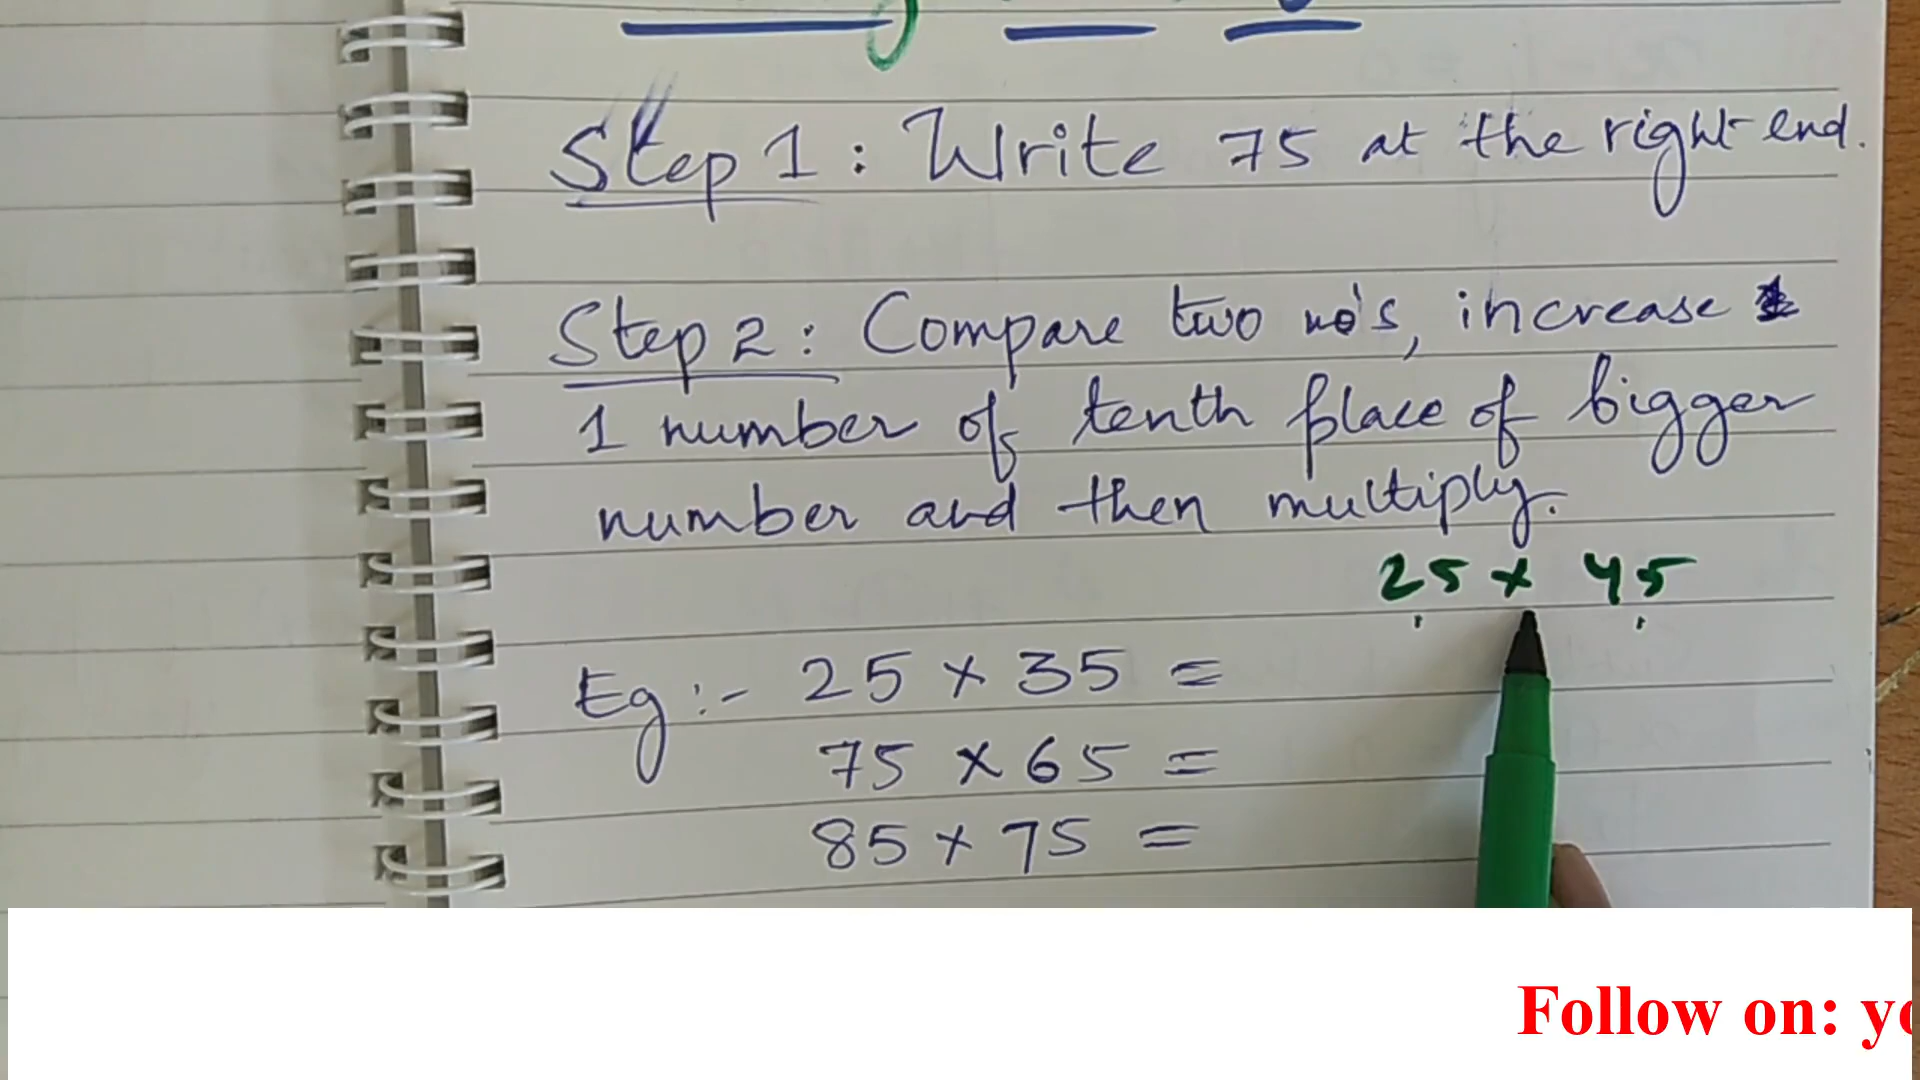 Step 1 : Write 75 at the right end.
Step 2 : Compare two no's, increase
1 number of tenth place of bigger
number and then multiply.
25 × 45
Eg :- 25 × 35 =
75 × 65 =
85 × 75 =
Follow on: